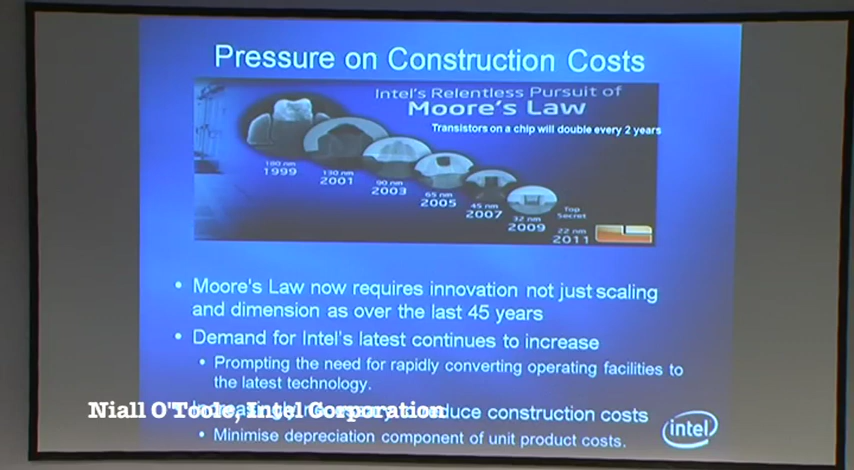 Pressure on Construction Costs
Intel's Relentless Pursuit of
Moore's Law
Transistors on a chip will double every 2 years
180 nm
1999
130 nm
2001
90 nm
2003
65 nm
2005
45 nm
2007
32 nm
2009
Top
Secret
22 nm
2011
• Moore's Law now requires innovation not just scaling
and dimension as over the last 45 years
• Demand for Intel's latest continues to increase
• Prompting the need for rapidly converting operating facilities to
the latest technology.
Niall O'Toole, Intel Corporation
construction costs
• Minimise depreciation component of unit product costs.
intel